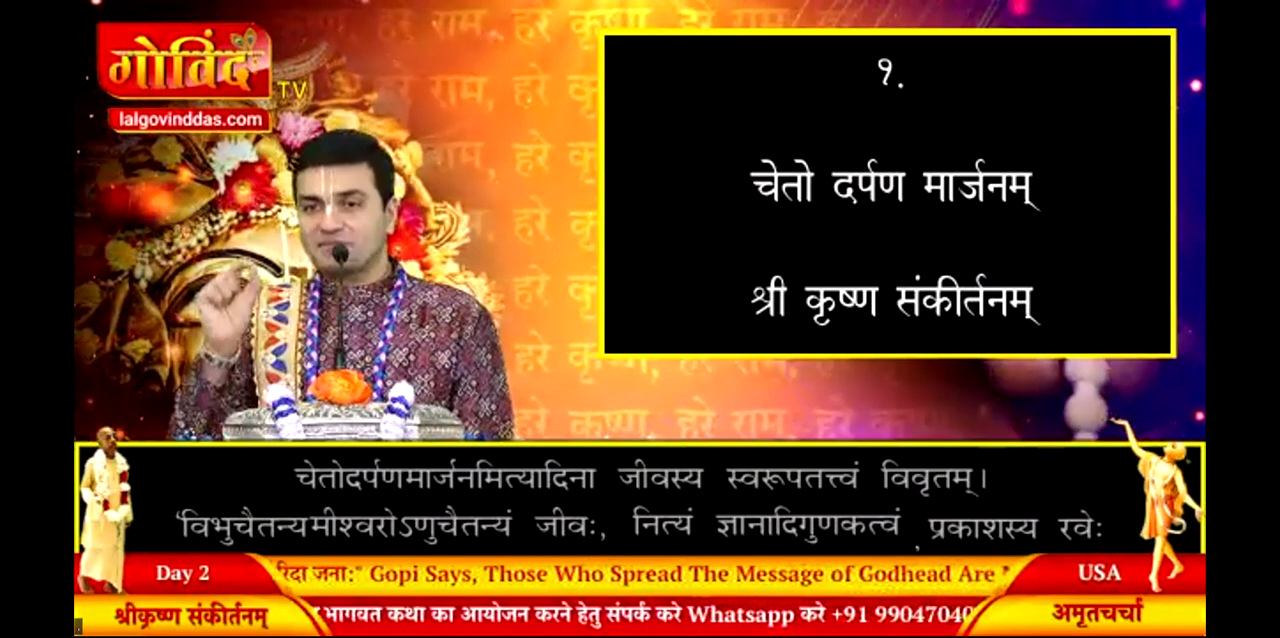 गोविंद TV
lalgovinddas.com
१.
चेतो दर्पण मार्जनम्
श्री कृष्ण संकीर्तनम्
चेतोदर्पणमार्जनमित्यादिना जीवस्य स्वरूपतत्त्वं विवृतम्।
‘विभुचैतन्यमीश्वरोऽणुचैतन्यं जीवः, नित्यं ज्ञानादिगुणकत्वं प्रकाशस्य रवेः
Day 2
जनाः" Gopi Says, Those Who Spread The Message of Godhead Are "
USA
श्रीकृष्ण संकीर्तनम्
भागवत कथा का आयोजन करने हेतु संपर्क करे Whatsapp करे +91 99047040
अमृतचर्चा